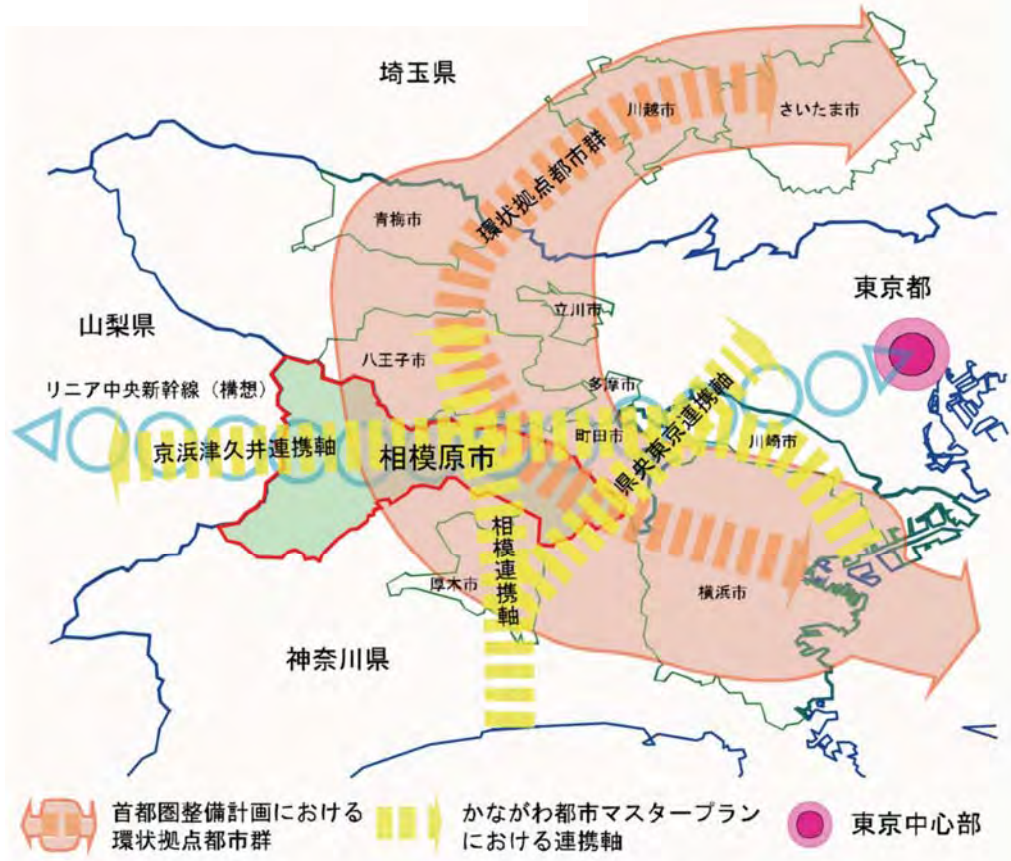 埼玉県
川越市
さいたま市
環状拠点都市群
青梅市
東京都
立川市
山梨県
八王子市
多摩市
リニア中央新幹線（構想）
町田市
川崎市
県央東京連携軸
京浜津久井連携軸
相模原市
相模連携軸
厚木市
横浜市
神奈川県
首都圏整備計画における
環状拠点都市群
かながわ都市マスタープラン
における連携軸
東京中心部